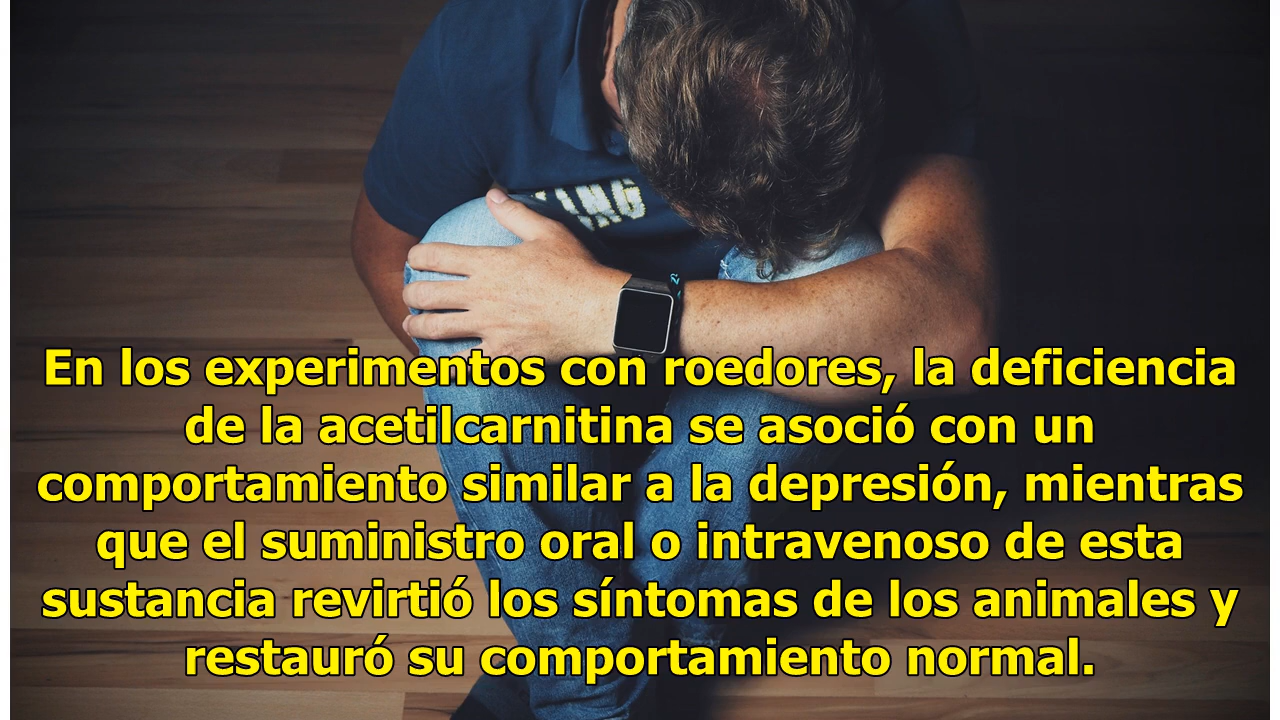 ING
En los experimentos con roedores, la deficiencia
de la acetilcarnitina se asoció con un
comportamiento similar a la depresión, mientras
que el suministro oral o intravenoso de esta
sustancia revirtió los síntomas de los animales y
restauró su comportamiento normal.